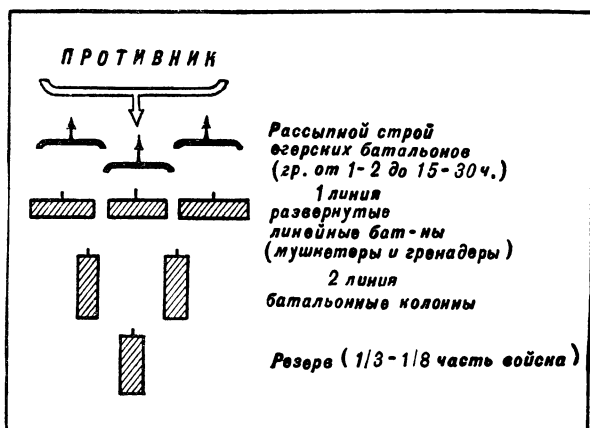 ПРОТИВНИК
Рассыпной строй
егерских батальонов
(гр. от 1-2 до 15-30 ч.)
1 линия
развернутые
линейные бат-ны
(мушкетеры и гренадеры)
2 линия
батальонные колонны
Резерв (1/3-1/8 часть войска)